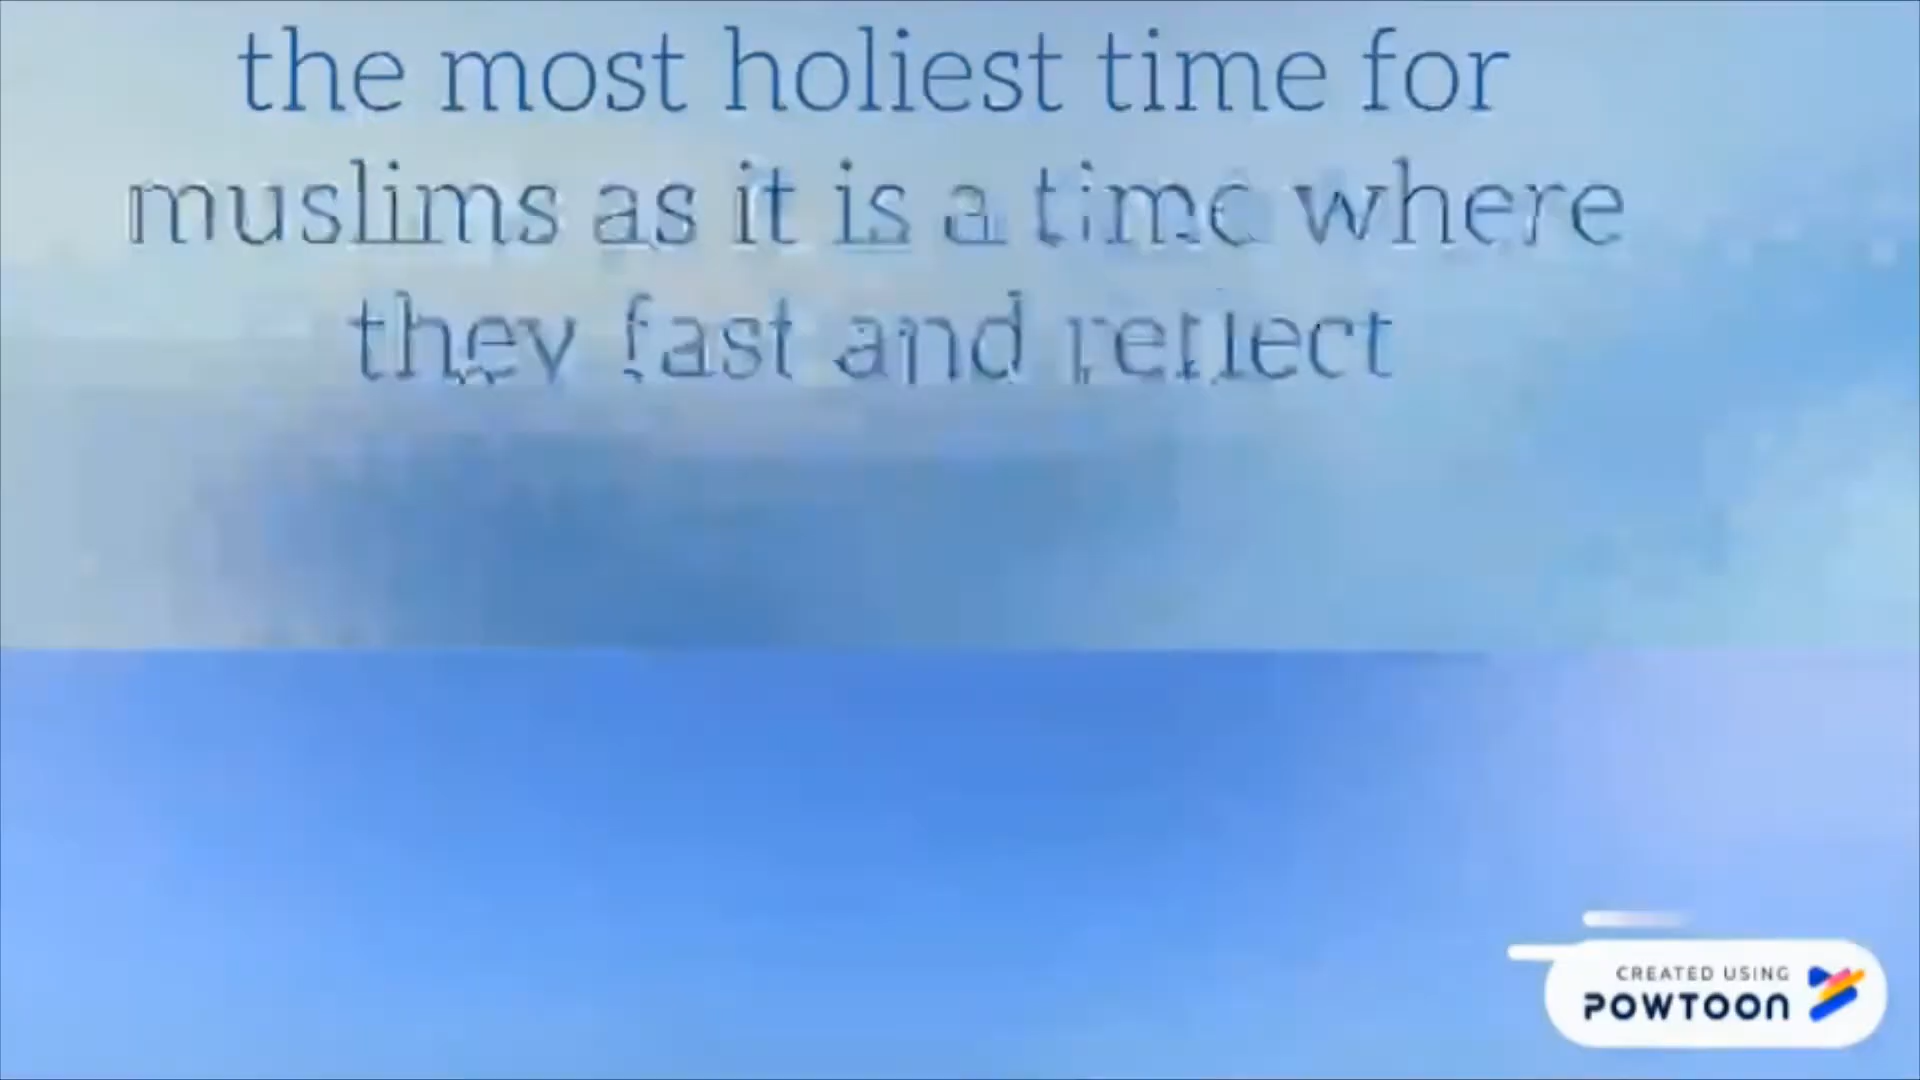 the most holiest time for
muslims as it is a time where
they fast and reflect
CREATED USING
POWTOON